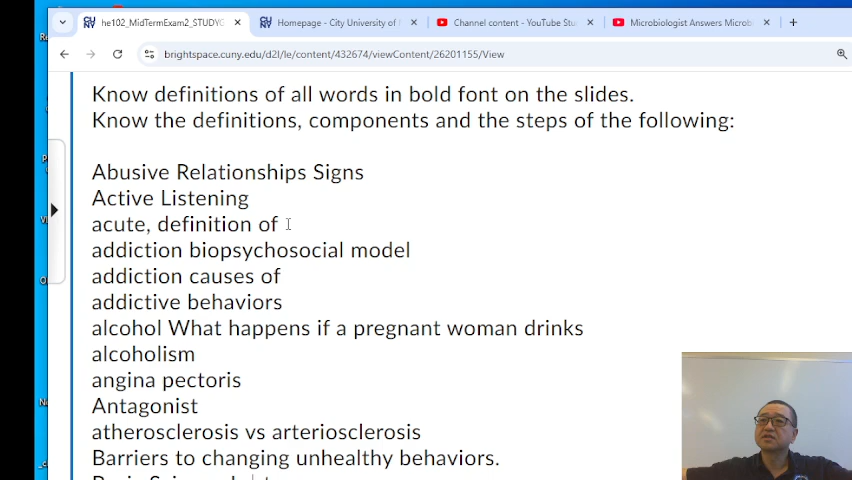 he102_MidTermExam2_STUDYG
Homepage - City University of
Channel content - YouTube Stu
Microbiologist Answers Microbi
brightspace.cuny.edu/d2l/le/content/432674/viewContent/26201155/View
Know definitions of all words in bold font on the slides.
Know the definitions, components and the steps of the following:
Abusive Relationships Signs
Active Listening
acute, definition of
addiction biopsychosocial model
addiction causes of
addictive behaviors
alcohol What happens if a pregnant woman drinks
alcoholism
angina pectoris
Antagonist
atherosclerosis vs arteriosclerosis
Barriers to changing unhealthy behaviors.